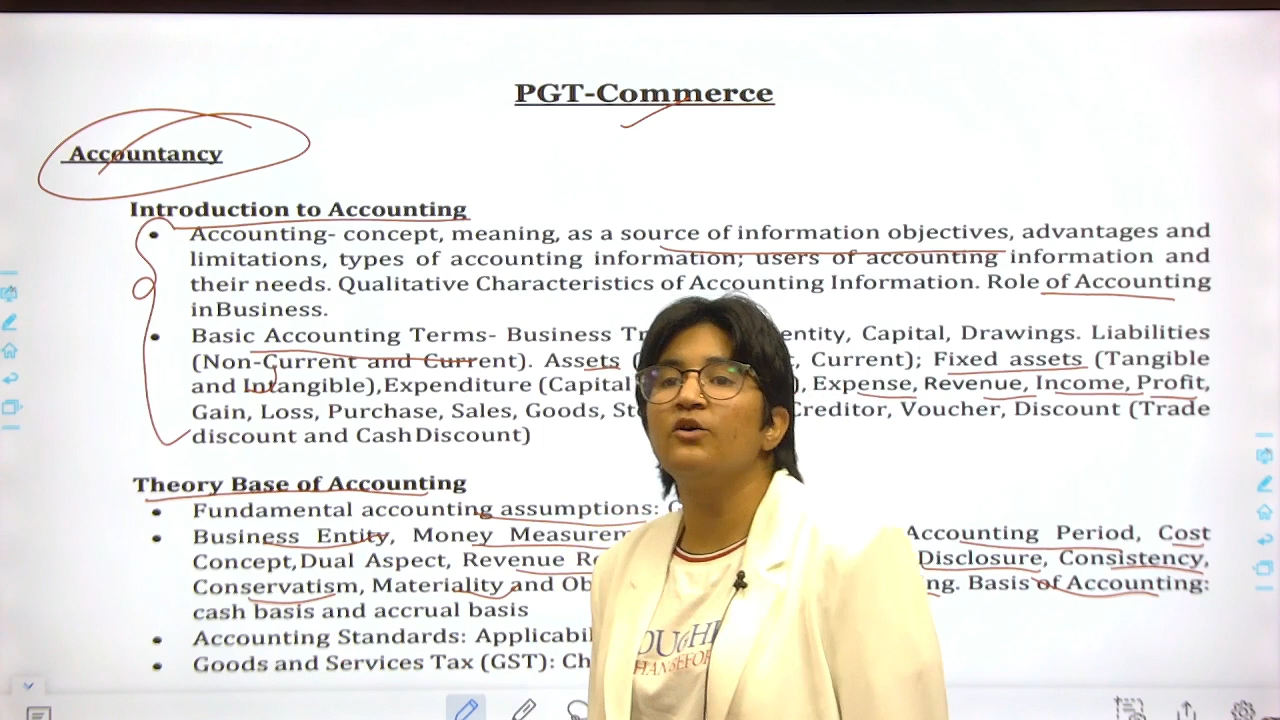 PGT-Commerce
Accountancy
Introduction to Accounting
• Accounting- concept, meaning, as a source of information objectives, advantages and
limitations, types of accounting information; users of accounting information and
their needs. Qualitative Characteristics of Accounting Information. Role of Accounting
inBusiness.
• Basic Accounting Terms- Business entity, Capital, Drawings. Liabilities
(Non-Current and Current). Assets ( , Current); Fixed assets (Tangible
and Intangible), Expenditure (Capital ), Expense, Revenue, Income, Profit,
Gain, Loss, Purchase, Sales, Goods, Creditor, Voucher, Discount (Trade
discount and Cash Discount)
Theory Base of Accounting
• Fundamental accounting assumptions:
• Business Entity, Money Accounting Period, Cost
Concept, Dual Aspect, Revenue Disclosure, Consistency,
Conservatism, Materiality and Basis of Accounting:
cash basis and accrual basis
• Accounting Standards:
• Goods and Services Tax (GST):